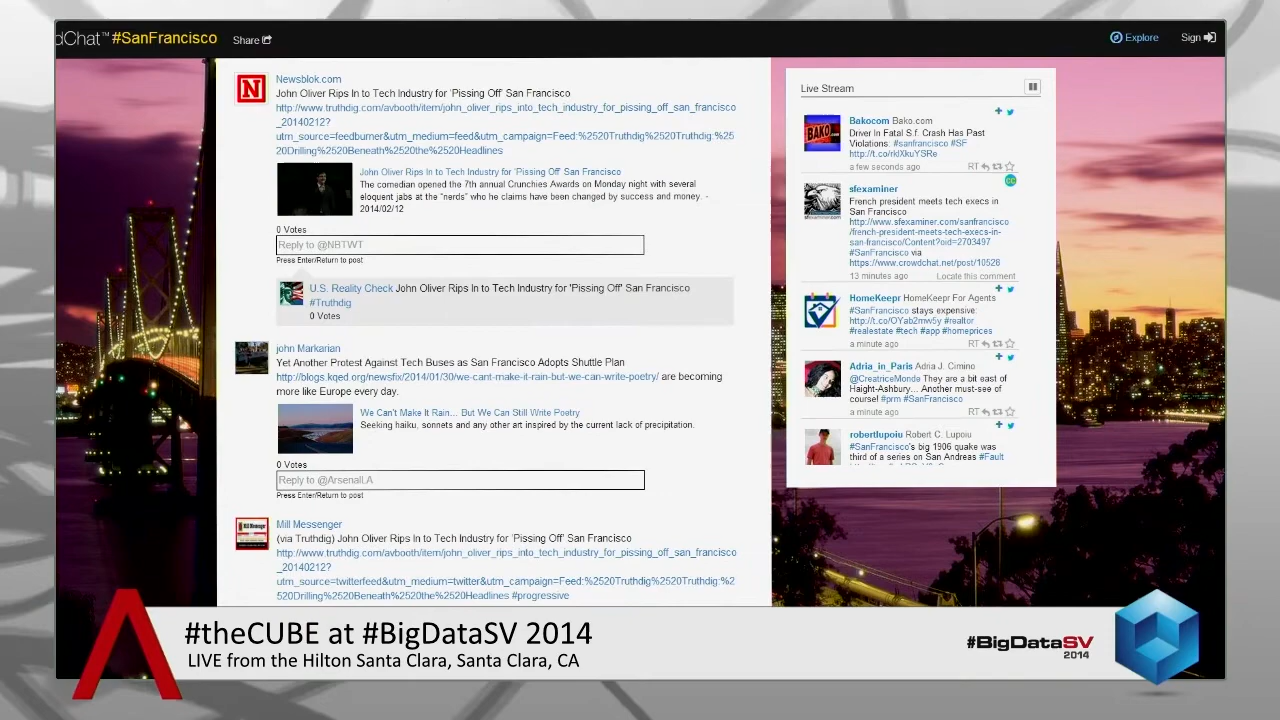 dChat™ #SanFrancisco
Share
Explore
Sign
Newsblok.com
John Oliver Rips In to Tech Industry for 'Pissing Off' San Francisco
http://www.truthdig.com/avbooth/item/john_oliver_rips_into_tech_industry_for_pissing_off_san_francisco
_20140212?
utm_source=feedburner&utm_medium=feed&utm_campaign=Feed:%2520Truthdig%2520Truthdig:%25
20Drilling%2520Beneath%2520the%2520Headlines
John Oliver Rips In to Tech Industry for 'Pissing Off' San Francisco
The comedian opened the 7th annual Crunchies Awards on Monday night with several
eloquent jabs at the "nerds" who he claims have been changed by success and money. -
2014/02/12
0 Votes
Reply to @NBTWT
Press Enter/Return to post
U.S. Reality Check John Oliver Rips In to Tech Industry for 'Pissing Off' San Francisco
#Truthdig
0 Votes
john Markarian
Yet Another Protest Against Tech Buses as San Francisco Adopts Shuttle Plan
http://blogs.kqed.org/newsfix/2014/01/30/we-cant-make-it-rain-but-we-can-write-poetry/ are becoming
more like Europe every day.
We Can't Make It Rain... But We Can Still Write Poetry
Seeking haiku, sonnets and any other art inspired by the current lack of precipitation.
0 Votes
Reply to @ArsenalLA
Press Enter/Return to post
Mill Messenger
(via Truthdig) John Oliver Rips In to Tech Industry for 'Pissing Off' San Francisco
http://www.truthdig.com/avbooth/item/john_oliver_rips_into_tech_industry_for_pissing_off_san_francisco
_20140212?
utm_source=twitterfeed&utm_medium=twitter&utm_campaign=Feed:%2520Truthdig%2520Truthdig:%2
520Drilling%2520Beneath%2520the%2520Headlines #progressive
Live Stream
BAKO
Bakocom Bako.com
Driver In Fatal S.f. Crash Has Past
Violations: #sanfrancisco #SF
http://t.co/rklXkuYSRe
a few seconds ago
RT
sfexaminer
French president meets tech execs in
San Francisco
http://www.sfexaminer.com/sanfrancisco
/french-president-meets-tech-execs-in-
san-francisco/Content?oid=2703497
#SanFrancisco via
https://www.crowdchat.net/post/10528
13 minutes ago
Locate this comment
HomeKeepr HomeKeepr For Agents
#SanFrancisco stays expensive:
http://t.co/OYab2mw5y #realtor
#realestate #tech #app #homeprices
a minute ago
RT
Adria_in_Paris Adria J. Cimino
@CreatriceMonde They are a bit east of
Haight-Ashbury... Another must-see of
course! #prm #SanFrancisco
a minute ago
RT
robertlupoiu Robert C. Lupoiu
#SanFrancisco's big 1906 quake was
third of a series on San Andreas #Fault
#theCUBE at #BigDataSV 2014
LIVE from the Hilton Santa Clara, Santa Clara, CA
#BigDataSV
2014